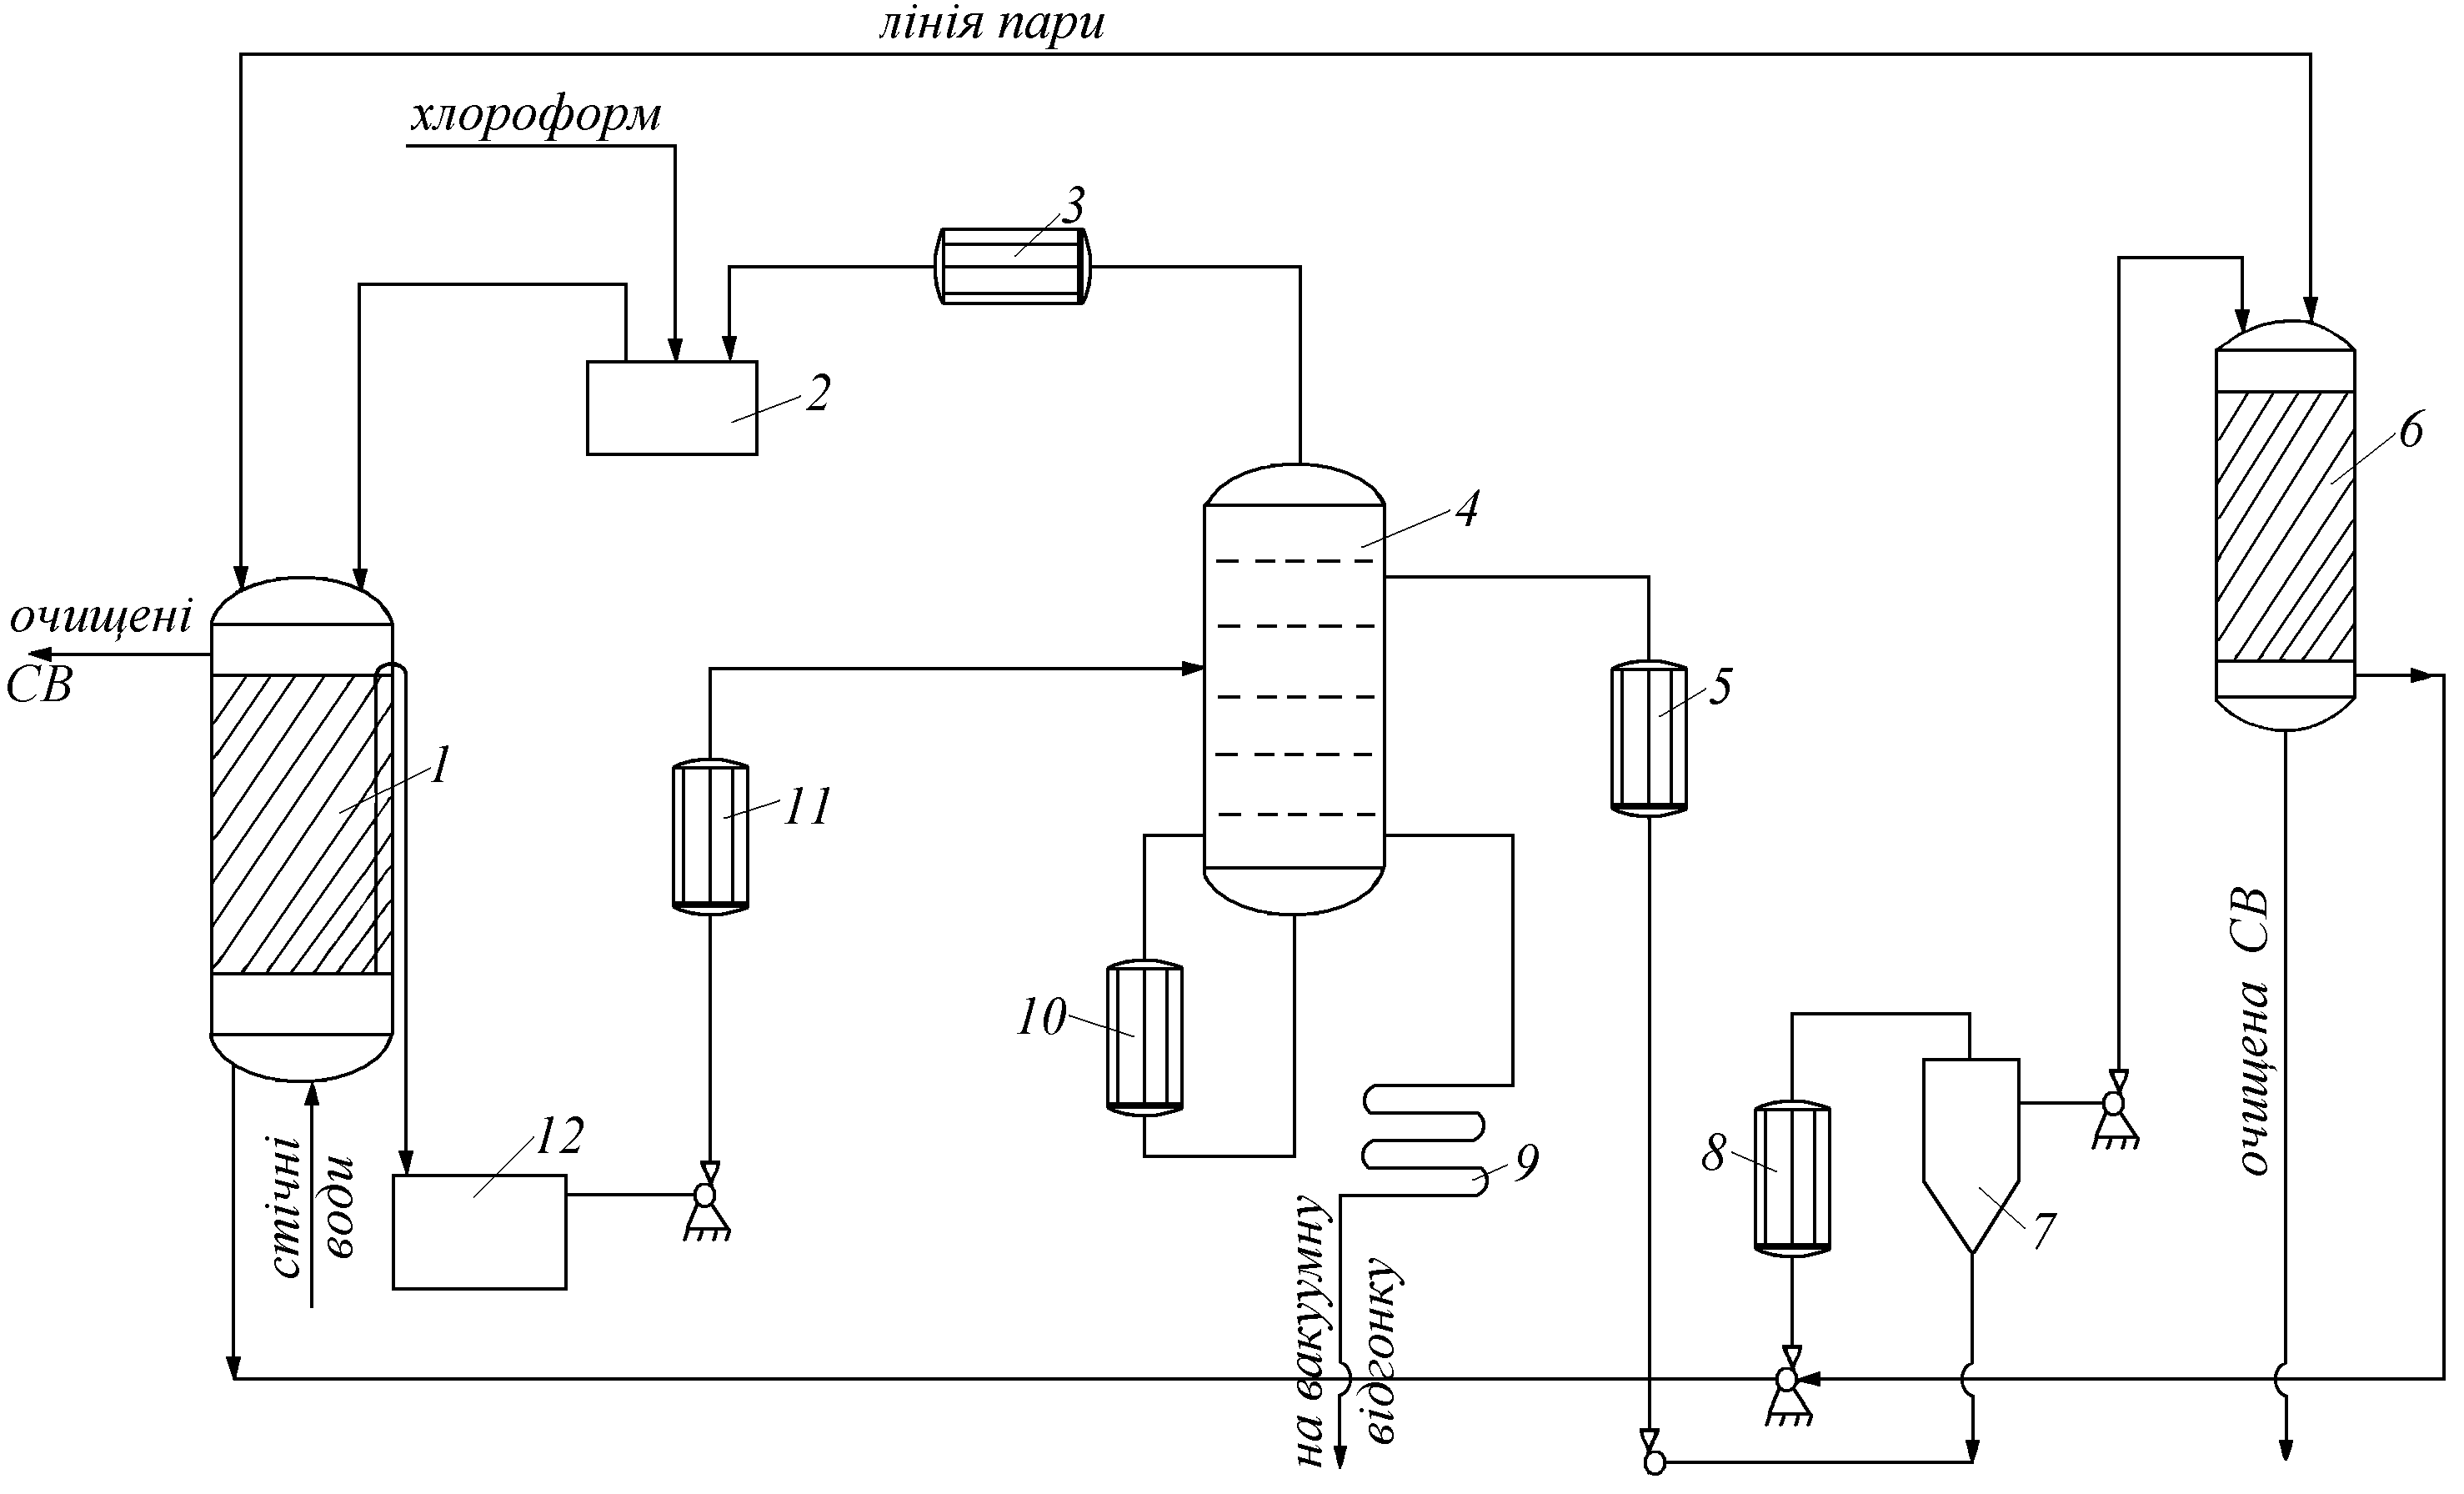 лінія пари
хлороформ
3
2
4
6
очищені
СВ
5
1
11
10
12
9
8
7
стічні
води
на вакуумну
відгонку
очищена СВ